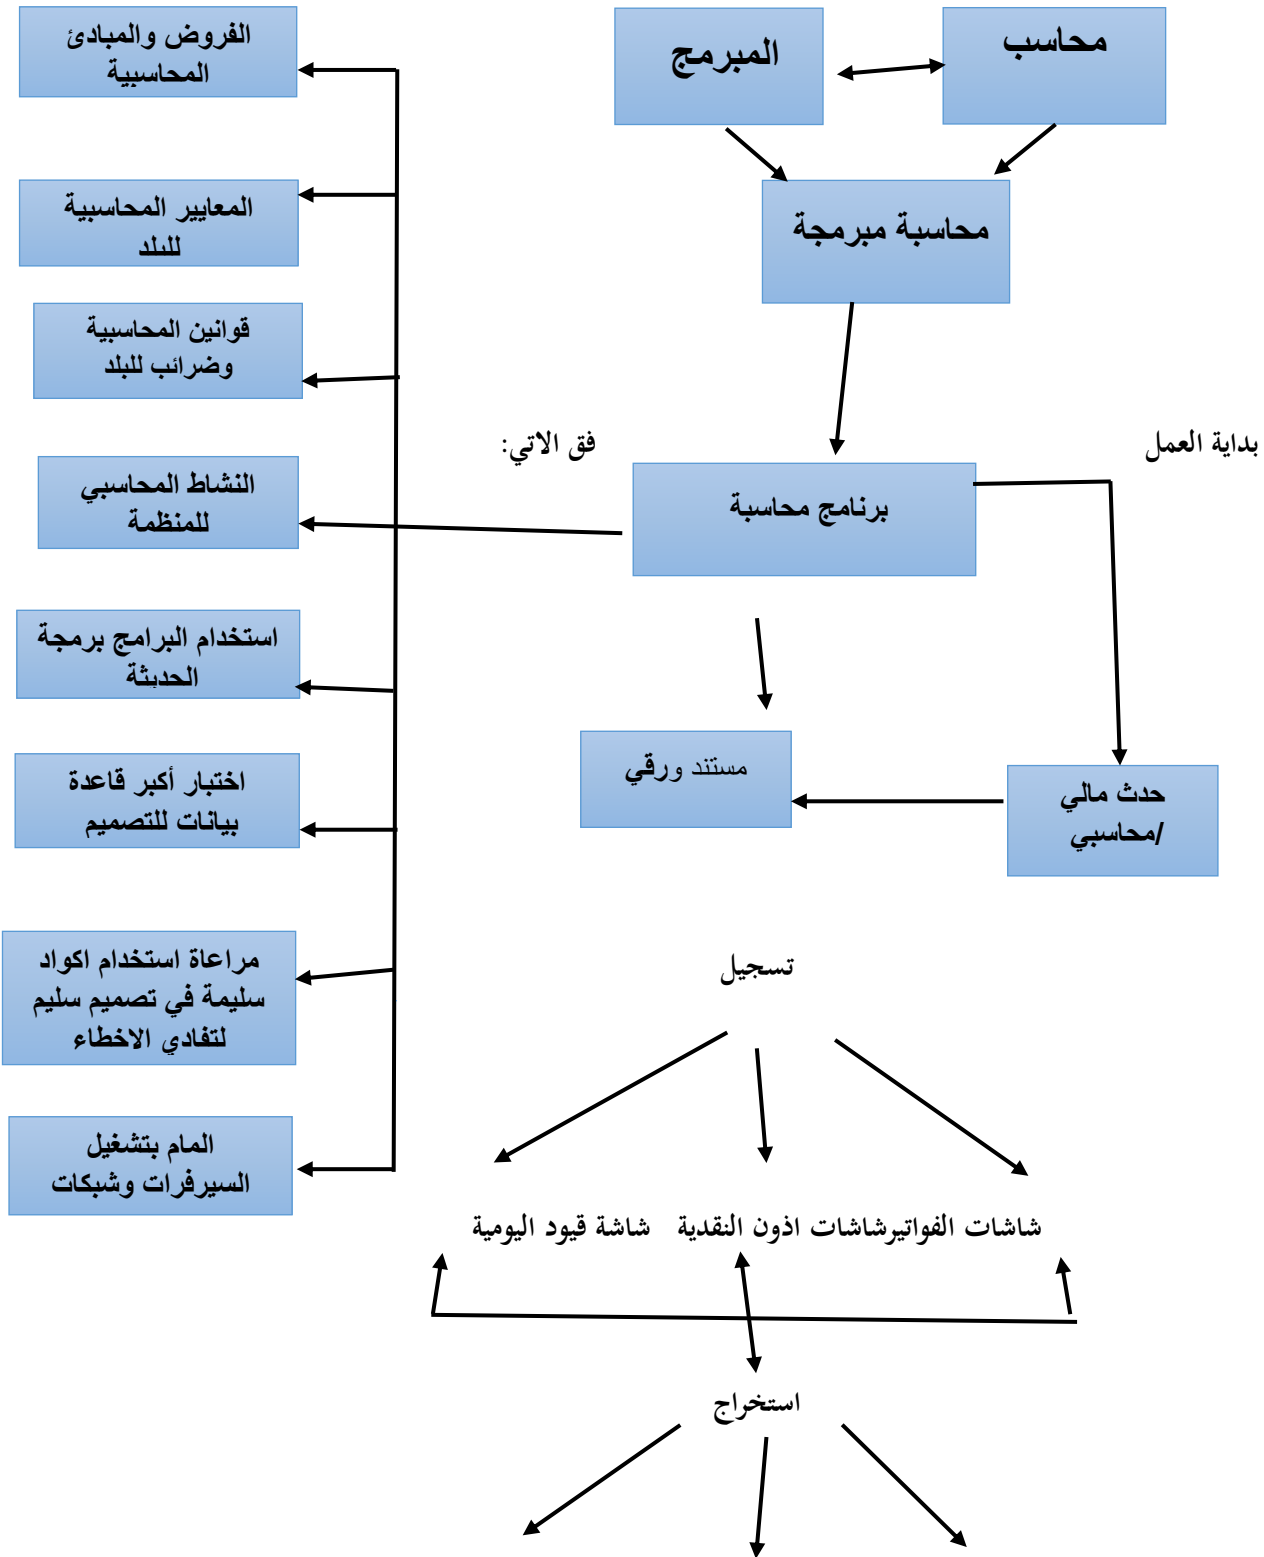 محاسب
المبرمج
محاسبة مبرمجة
بداية العمل
فق الاتي:
برنامج محاسبة
حدث مالي
/محاسبي
مستند ورقي
تسجيل
شاشات الفواتيرشاشات اذون النقدية شاشة قيود اليومية
استخراج
الفروض والمبادئ
المحاسبية
المعايير المحاسبية
للبلد
قوانين المحاسبية
وضرائب للبلد
النشاط المحاسبي
للمنظمة
استخدام البرامج برمجة
الحديثة
اختبار أكبر قاعدة
بيانات للتصميم
مراعاة استخدام اكواد
سليمة في تصميم سليم
لتفادي الاخطاء
المام بتشغيل
السيرفرات وشبكات